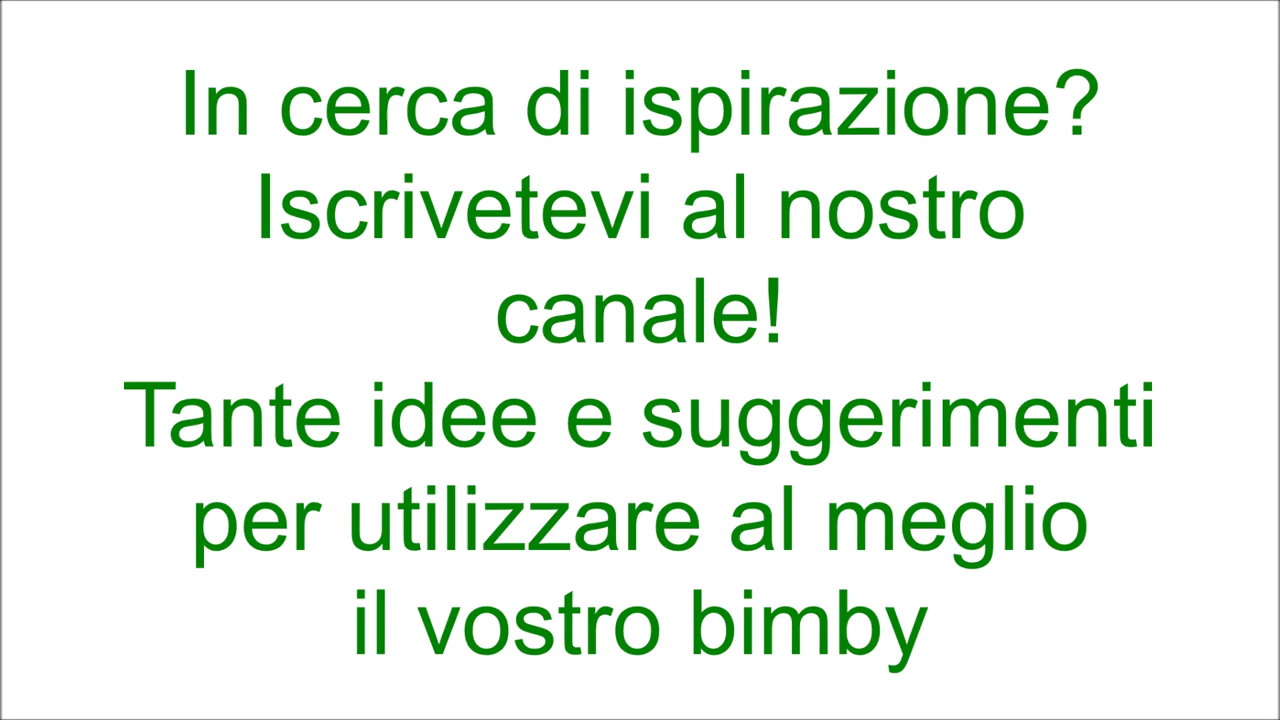 In cerca di ispirazione?
Iscrivetevi al nostro
canale!
Tante idee e suggerimenti
per utilizzare al meglio
il vostro bimby